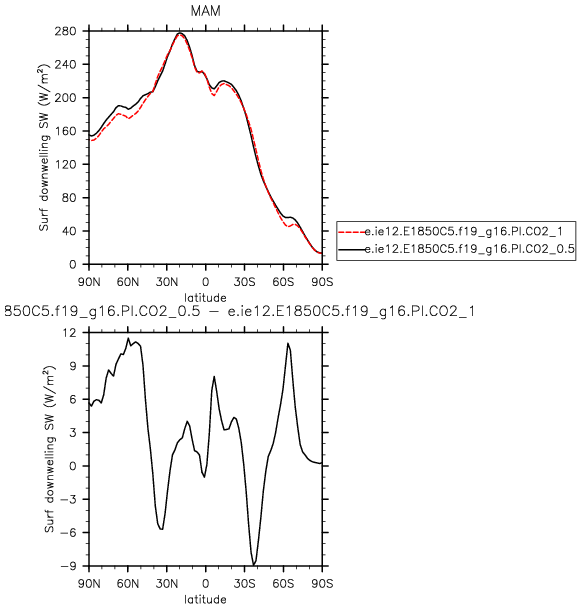 MAM
280
240
200
160
120
80
40
0
Surf downwelling SW (W/m²)
90N 60N 30N 0 30S 60S 90S
latitude
e.ie12.E1850C5.f19_g16.PI.CO2_1
e.ie12.E1850C5.f19_g16.PI.CO2_0.5
850C5.f19_g16.PI.CO2_0.5 − e.ie12.E1850C5.f19_g16.PI.CO2_1
12
9
6
3
0
−3
−6
−9
Surf downwelling SW (W/m²)
90N 60N 30N 0 30S 60S 90S
latitude